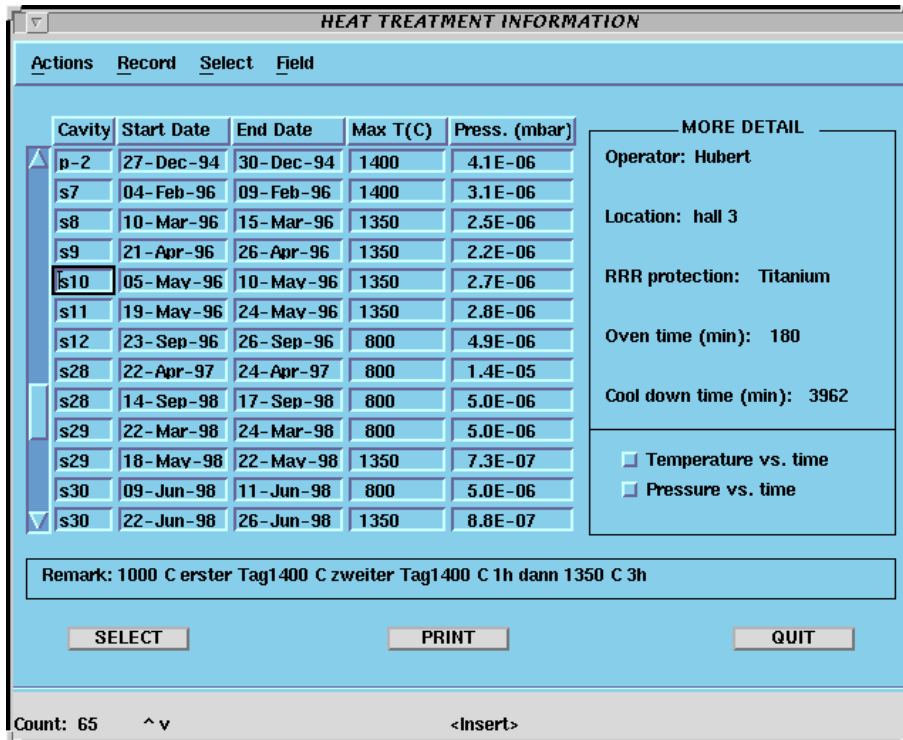 HEAT TREATMENT INFORMATION
Actions Record Select Field
Cavity Start Date End Date Max T(C) Press. (mbar)
p-2 27-Dec-94 30-Dec-94 1400 4.1E-06
s7 04-Feb-96 09-Feb-96 1400 3.1E-06
s8 10-Mar-96 15-Mar-96 1350 2.5E-06
s9 21-Apr-96 26-Apr-96 1350 2.2E-06
s10 05-May-96 10-May-96 1350 2.7E-06
s11 19-May-96 24-May-96 1350 2.8E-06
s12 23-Sep-96 26-Sep-96 800 4.9E-06
s28 22-Apr-97 24-Apr-97 800 1.4E-05
s28 14-Sep-98 17-Sep-98 800 5.0E-06
s29 22-Mar-98 24-Mar-98 800 5.0E-06
s29 18-May-98 22-May-98 1350 7.3E-07
s30 09-Jun-98 11-Jun-98 800 5.0E-06
s30 22-Jun-98 26-Jun-98 1350 8.8E-07
MORE DETAIL
Operator: Hubert
Location: hall 3
RRR protection: Titanium
Oven time (min): 180
Cool down time (min): 3962
Temperature vs. time
Pressure vs. time
Remark: 1000 C erster Tag1400 C zweiter Tag1400 C 1h dann 1350 C 3h
SELECT PRINT QUIT
Count: 65 ^ v <Insert>